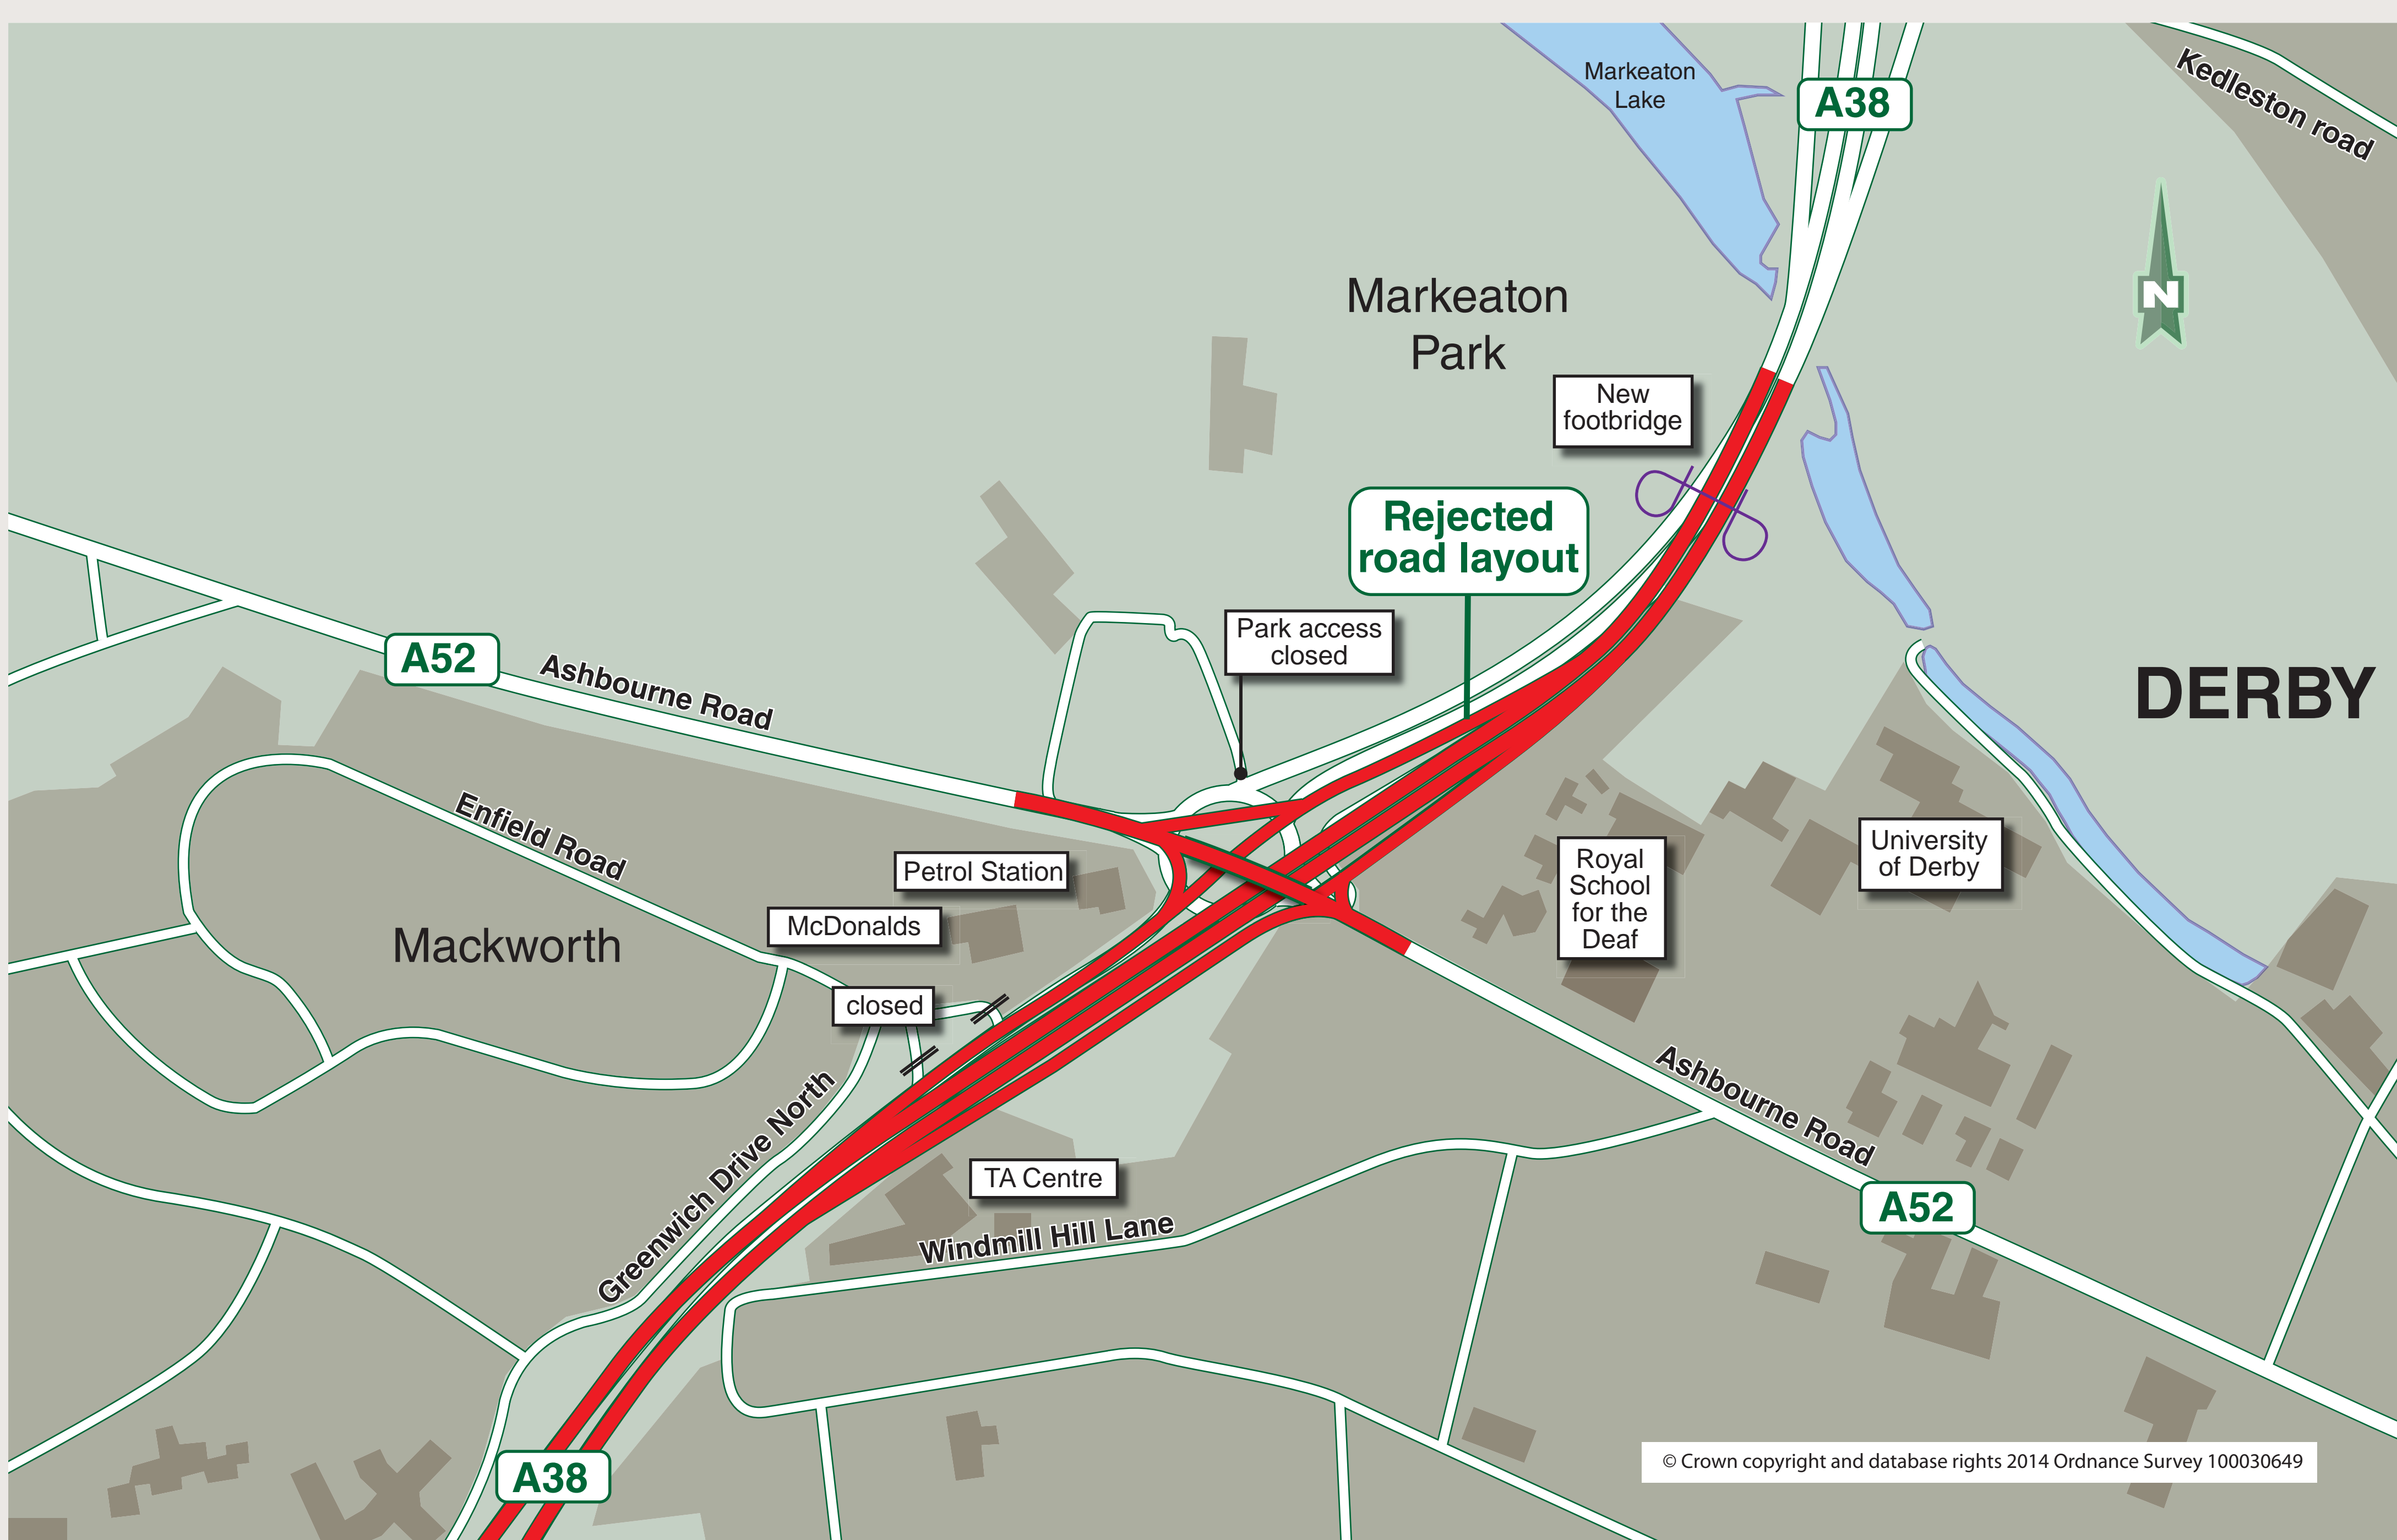 Markeaton
Lake
A38
Kedleston road
N
Markeaton
Park
New
footbridge
Rejected
road layout
Park access
closed
A52
Ashbourne Road
DERBY
Enfield Road
Petrol Station
Royal
School
for the
Deaf
University
of Derby
McDonalds
Mackworth
closed
Ashbourne Road
Greenwich Drive North
TA Centre
A52
Windmill Hill Lane
A38
© Crown copyright and database rights 2014 Ordnance Survey 100030649